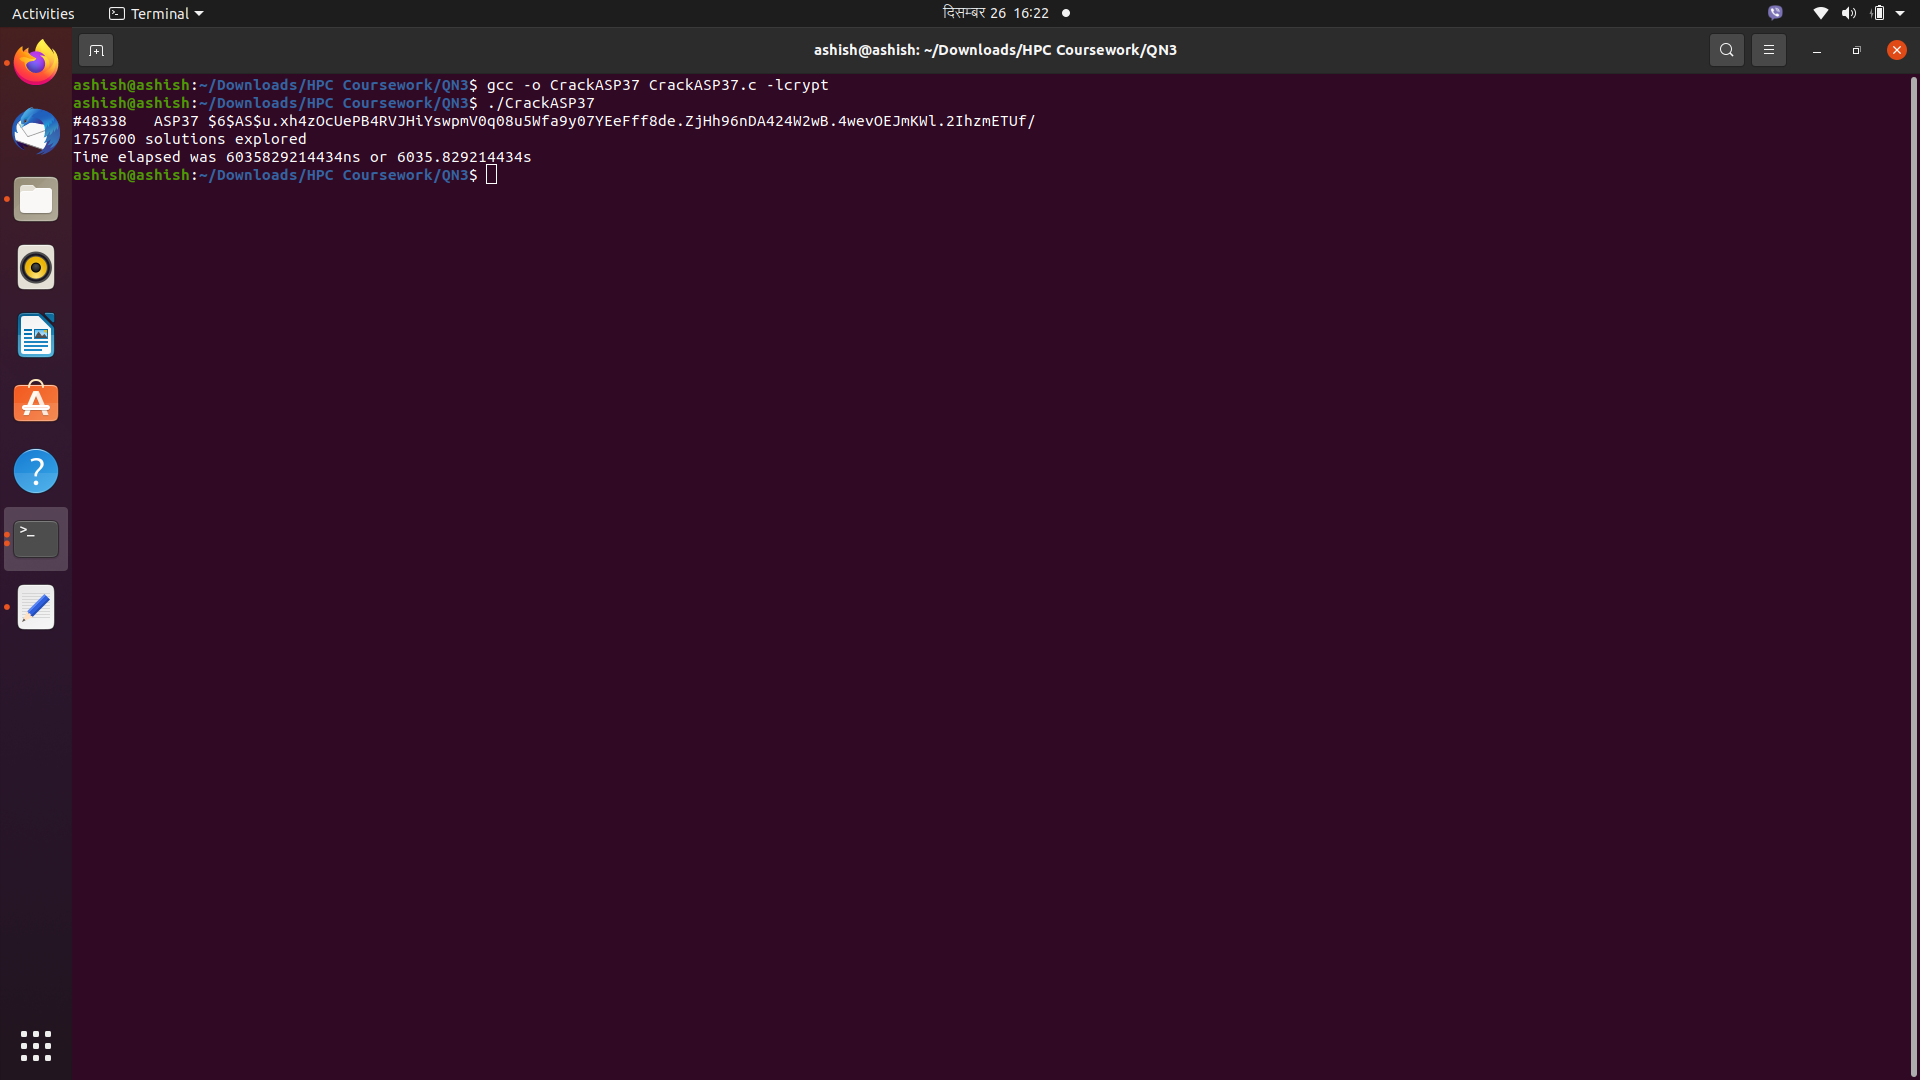 Activities
Terminal
दिसम्बर 26 16:22
ashish@ashish: ~/Downloads/HPC Coursework/QN3
ashish@ashish:~/Downloads/HPC Coursework/QN3$ gcc -o CrackASP37 CrackASP37.c -lcrypt
ashish@ashish:~/Downloads/HPC Coursework/QN3$ ./CrackASP37
#48338   ASP37 $6$AS$u.xh4zOcUePB4RVJHiYswpmV0q08u5Wfa9y07YEeFff8de.ZjHh96nDA424W2wB.4wevOEJmKWl.2IhzmETUf/
1757600 solutions explored
Time elapsed was 6035829214434ns or 6035.829214434s
ashish@ashish:~/Downloads/HPC Coursework/QN3$